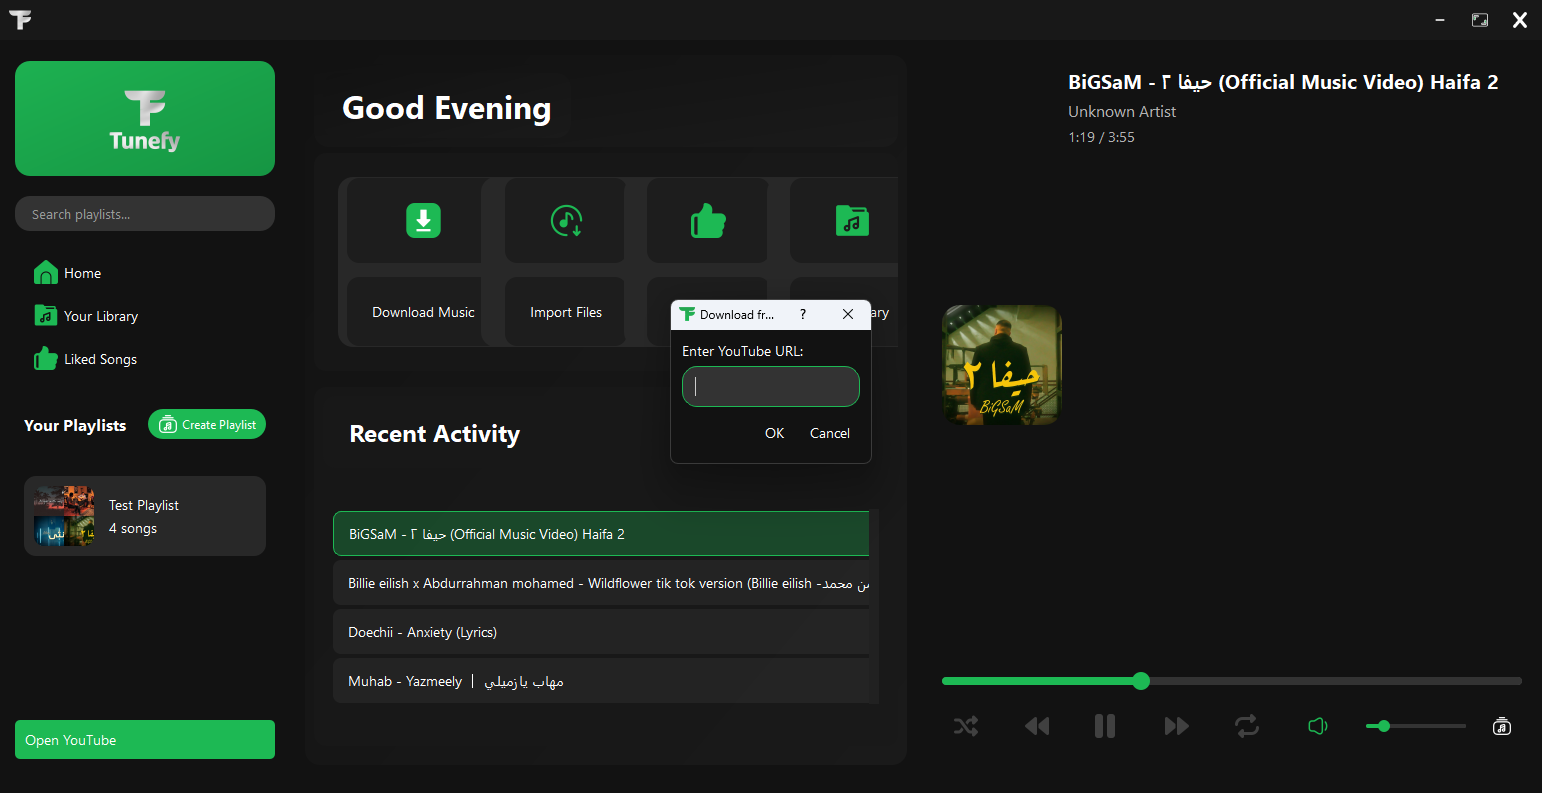 Tunefy
Search playlists...
Home
Your Library
Liked Songs
Your Playlists
Create Playlist
Test Playlist
4 songs
Open YouTube
Good Evening
Download Music
Import Files
ary
Download fr...
?
Enter YouTube URL:
OK
Cancel
Recent Activity
BiGSaM - حيفا ٢ (Official Music Video) Haifa 2
Billie eilish x Abdurrahman mohamed - Wildflower tik tok version (Billie eilish -من محمد
Doechii - Anxiety (Lyrics)
Muhab - Yazmeely | مهاب يازميلي
BiGSaM - حيفا ٢ (Official Music Video) Haifa 2
Unknown Artist
1:19 / 3:55
حيفا ٢
BiGSaM